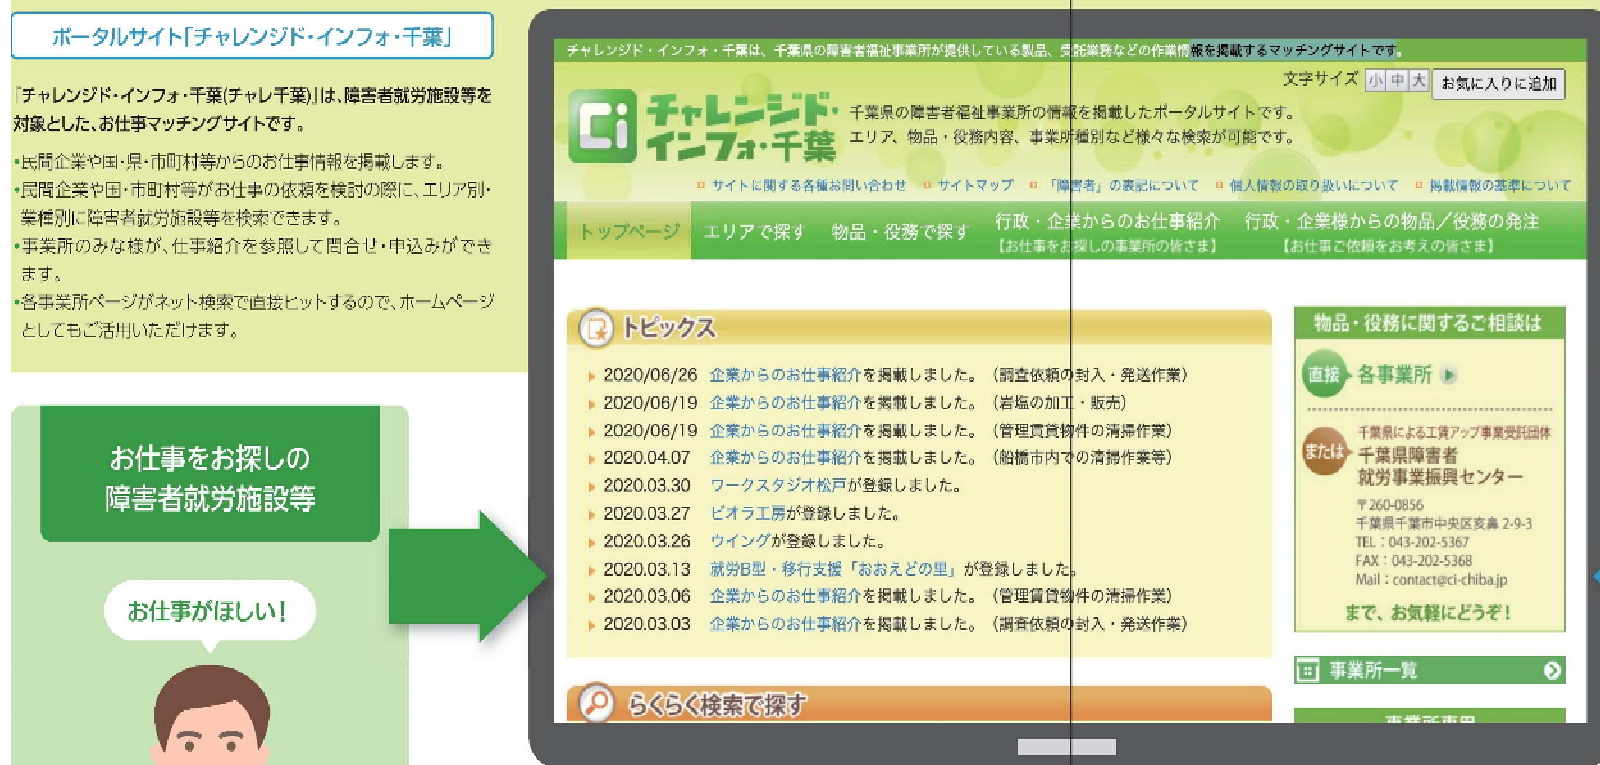 ポータルサイト「チャレンジド・インフォ・千葉」
『チャレンジド・インフォ・千葉(チャレ千葉)』は、障害者就労施設等を
対象とした、お仕事マッチングサイトです。
・民間企業や国・県・市町村等からのお仕事情報を掲載します。
・民間企業や国・市町村等がお仕事の依頼を検討の際に、エリア別・
業種別に障害者就労施設等を検索できます。
・事業所のみな様が、仕事紹介を参照して問合せ・申込みができ
ます。
・各事業所ページがネット検索で直接ヒットするので、ホームページ
としてもご活用いただけます。
お仕事をお探しの
障害者就労施設等
お仕事がほしい!
チャレンジド・インフォ・千葉は、千葉県の障害者福祉事業所が提供している製品、受託業務などの作業情報を掲載するマッチングサイトです。
文字サイズ 小 中 大 お気に入りに追加
Ci チャレンジド・
インフォ・千葉
千葉県の障害者福祉事業所の情報を掲載したポータルサイトです。
エリア、物品・役務内容、事業所種別など様々な検索が可能です。
サイトに関する各種お問い合わせ サイトマップ 「障害者」の表記について 個人情報の取り扱いについて 掲載情報の基準について
トップページ エリアで探す 物品・役務で探す 行政・企業からのお仕事紹介 行政・企業様からの物品／役務の発注
【お仕事をお探しの事業所の皆さま】 【お仕事ご依頼をお考えの皆さま】
トピックス
2020/06/26 企業からのお仕事紹介を掲載しました。（調査依頼の封入・発送作業）
2020/06/19 企業からのお仕事紹介を掲載しました。（岩塩の加工・販売）
2020/06/19 企業からのお仕事紹介を掲載しました。（管理賃貸物件の清掃作業）
2020.04.07 企業からのお仕事紹介を掲載しました。（船橋市内での清掃作業等）
2020.03.30 ワークスタジオ松戸が登録しました。
2020.03.27 ビオラ工房が登録しました。
2020.03.26 ウイングが登録しました。
2020.03.13 就労B型・移行支援「おおえどの里」が登録しました。
2020.03.06 企業からのお仕事紹介を掲載しました。（管理賃貸物件の清掃作業）
2020.03.03 企業からのお仕事紹介を掲載しました。（調査依頼の封入・発送作業）
らくらく検索で探す
物品・役務に関するご相談は
直接 各事業所
または
千葉県による工賃アップ事業受託団体
千葉県障害者
就労事業振興センター
〒260-0856
千葉県千葉市中央区亥鼻 2-9-3
TEL：043-202-5367
FAX：043-202-5368
Mail：contact@ci-chiba.jp
まで、お気軽にどうぞ!
事業所一覧
事業所専用